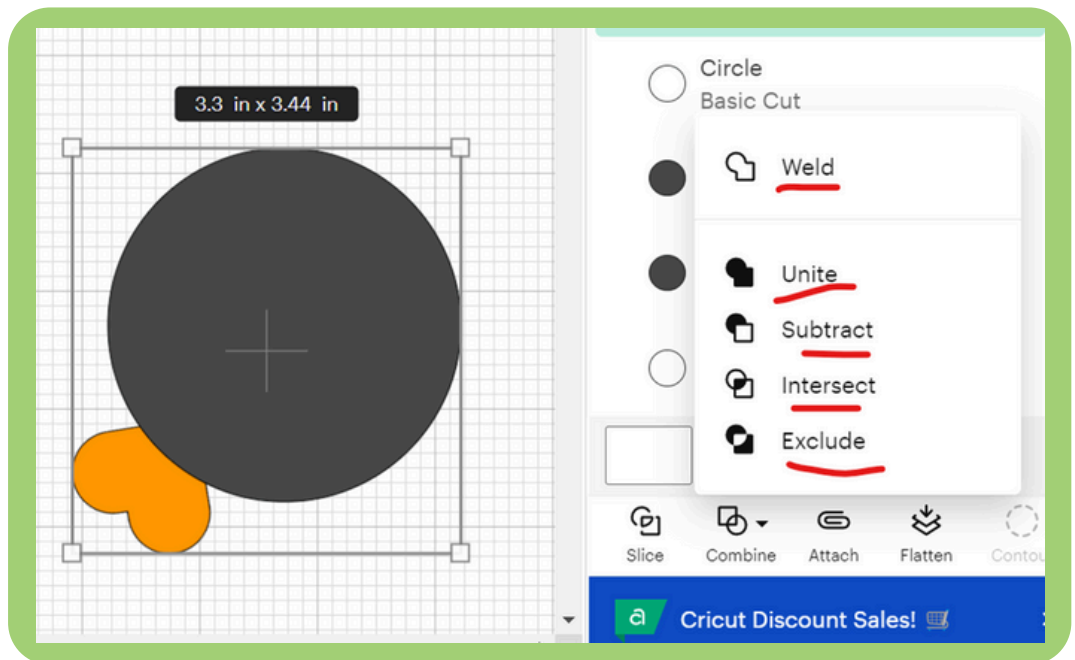 3.3 in x 3.44 in
Circle
Basic Cut
Weld
Unite
Subtract
Intersect
Exclude
Slice
Combine
Attach
Flatten
Contou
a
Cricut Discount Sales!